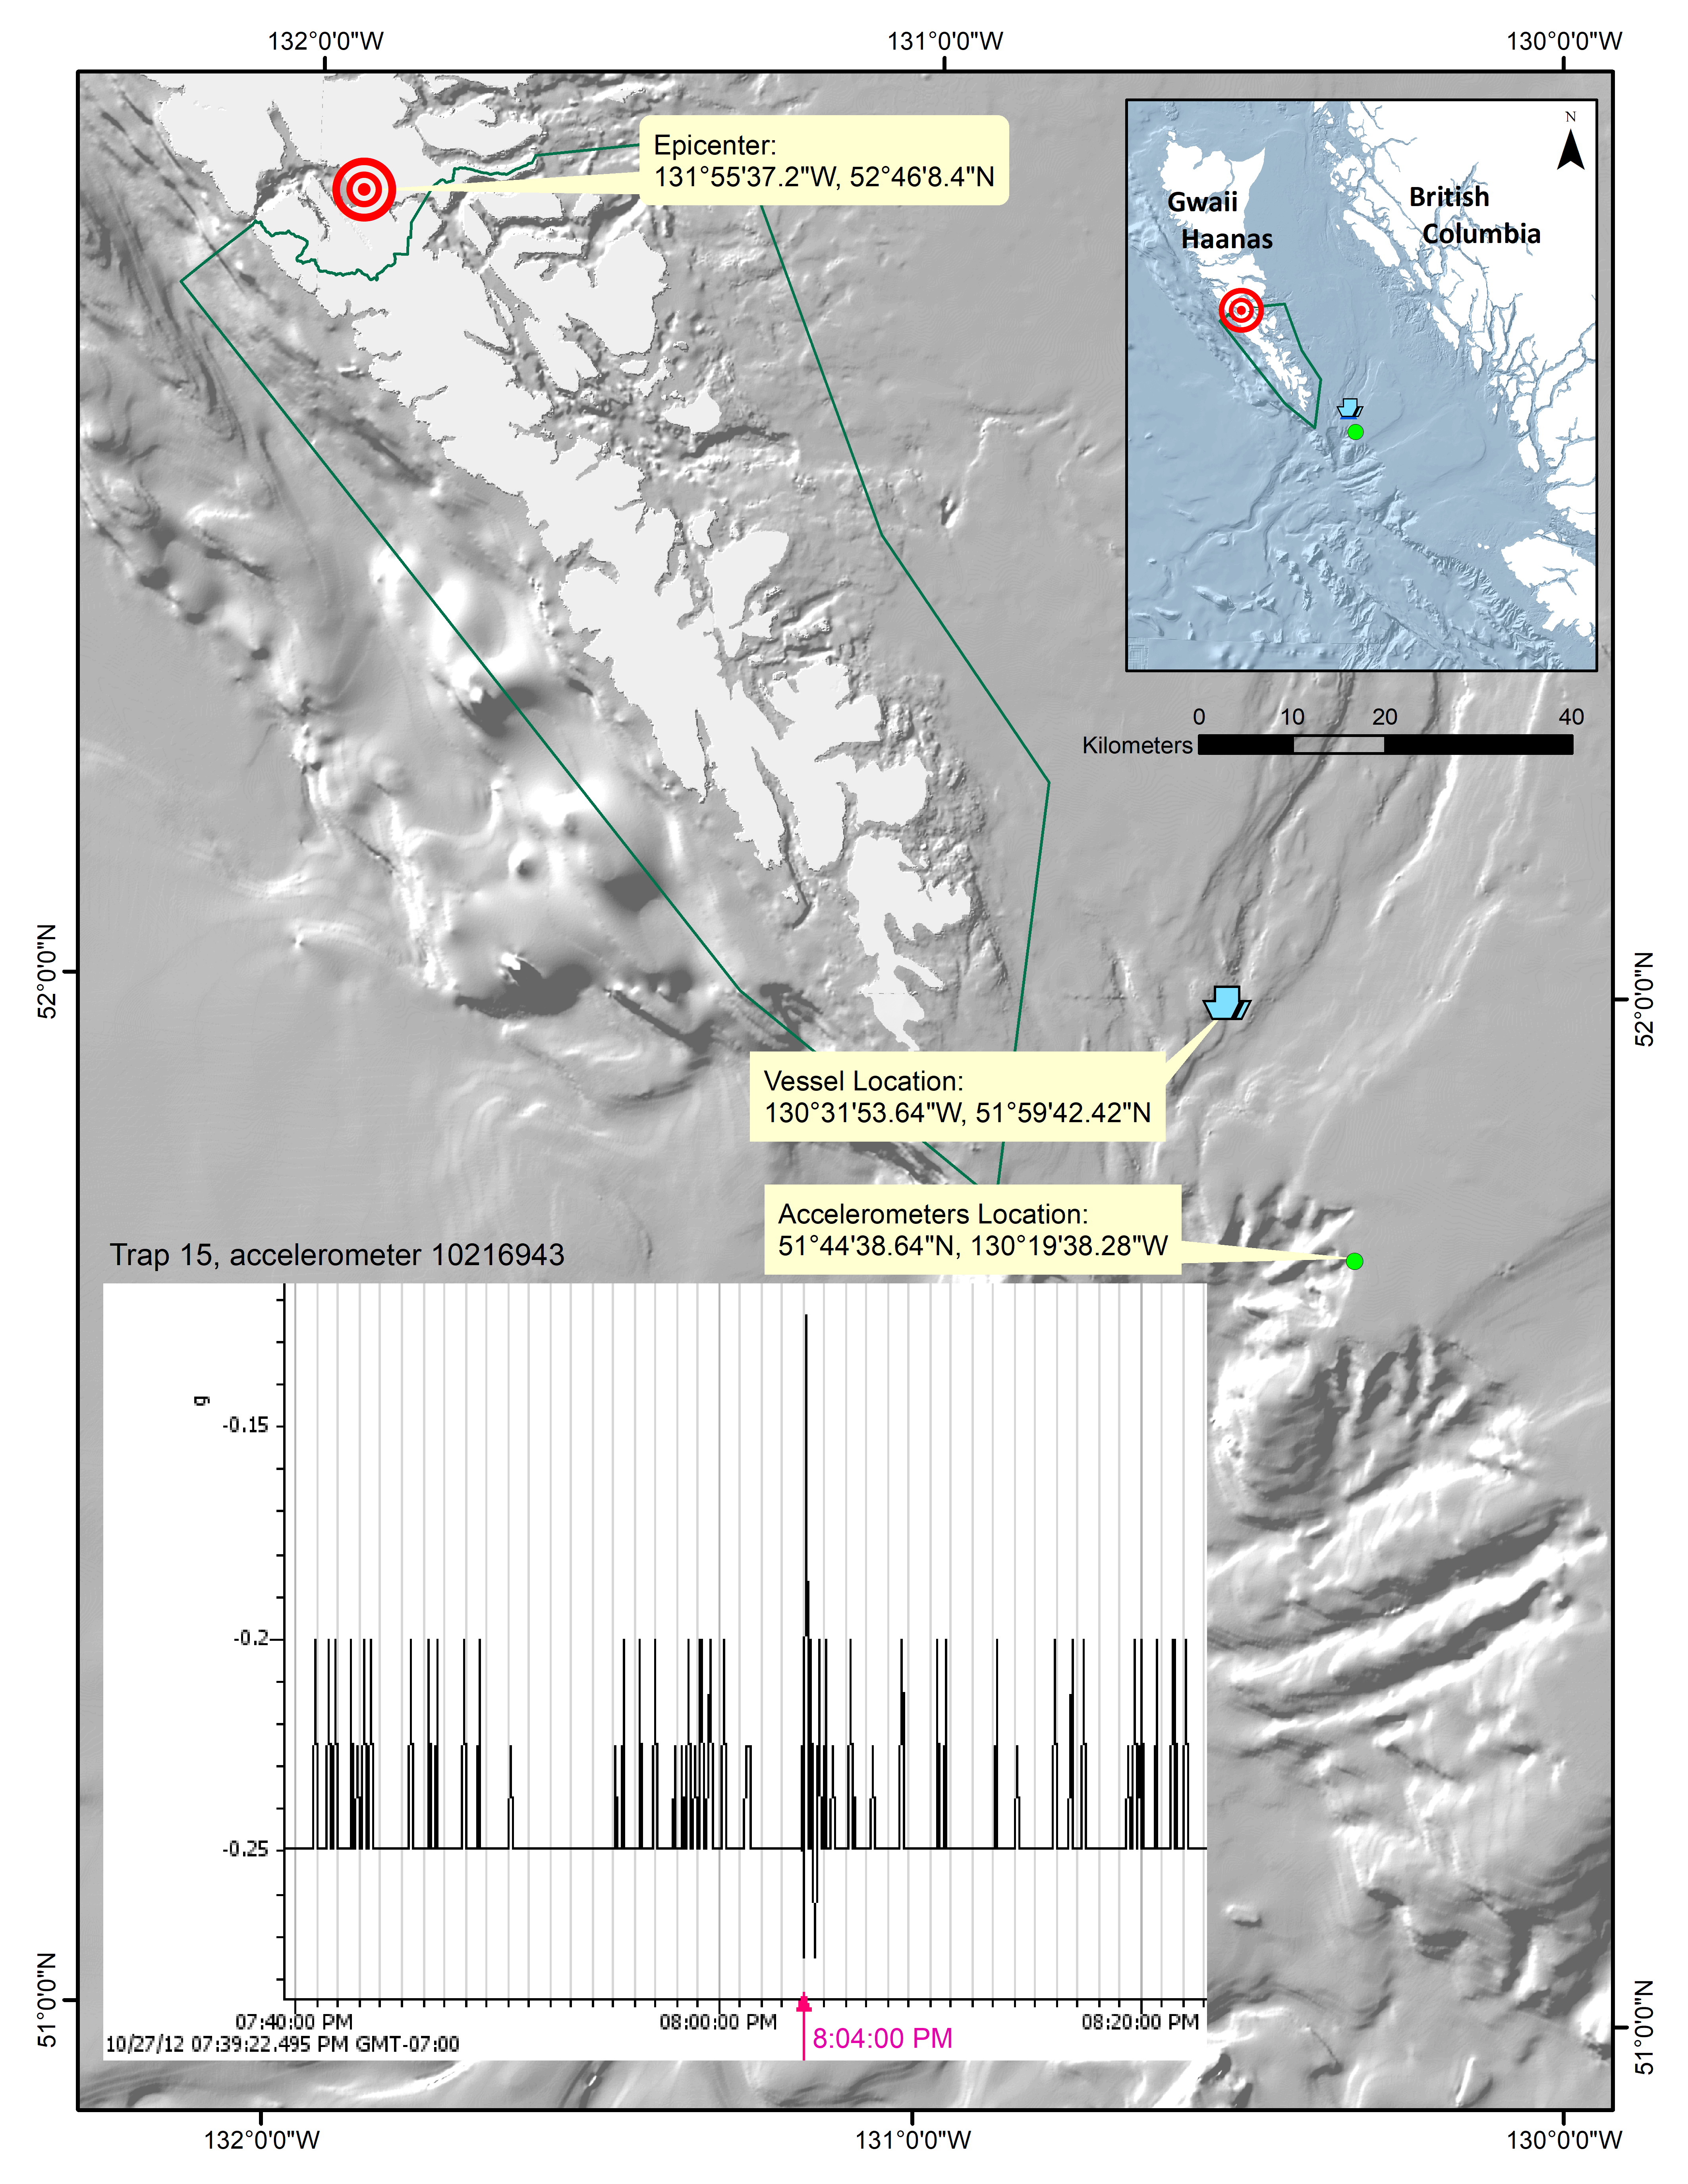 132°0'0"W
131°0'0"W
130°0'0"W
Epicenter:
131°55'37.2"W, 52°46'8.4"N
N
Gwaii
Haanas
British
Columbia
0
10
20
40
Kilometers
52°0'0"N
52°0'0"N
Vessel Location:
130°31'53.64"W, 51°59'42.42"N
Accelerometers Location:
51°44'38.64"N, 130°19'38.28"W
Trap 15, accelerometer 10216943
g
-0.15
-0.2
-0.25
07:40:00 PM
08:00:00 PM
08:20:00 PM
10/27/12 07:39:22.495 PM GMT-07:00
8:04:00 PM
51°0'0"N
51°0'0"N
132°0'0"W
131°0'0"W
130°0'0"W